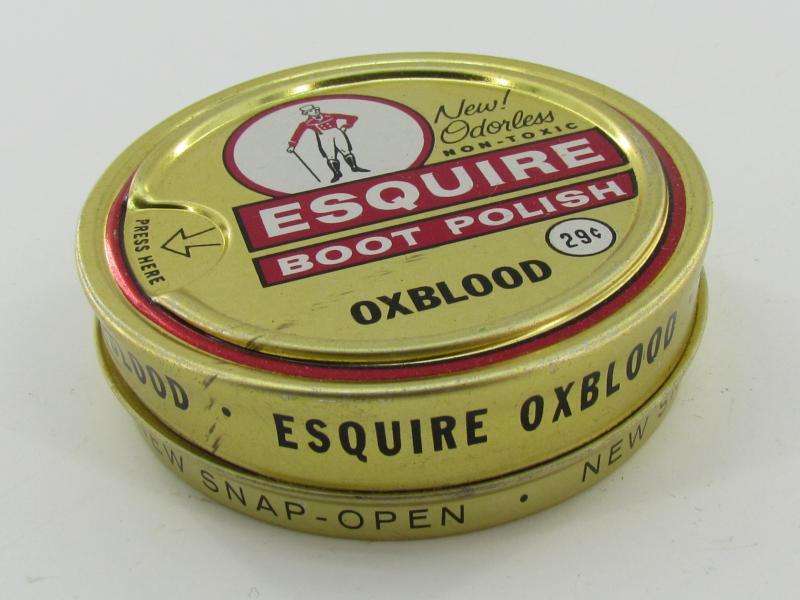 New!
Odorless
NON-TOXIC
ESQUIRE
BOOT POLISH
29¢
OXBLOOD
PRESS HERE
BLOOD • ESQUIRE OXBLOOD
NEW SNAP-OPEN • NEW